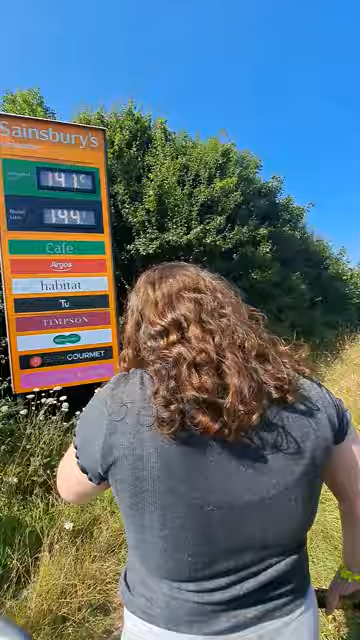 Sainsbury's
141.9
144.9
Cafe
Argos
habitat
Tu
TIMPSON
GOURMET